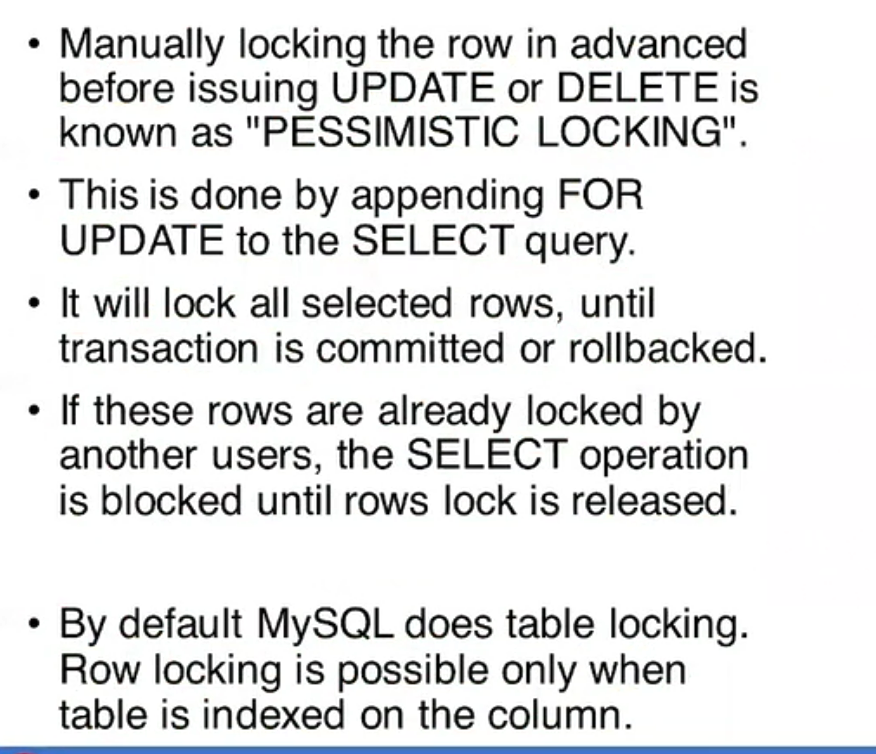 • Manually locking the row in advanced
before issuing UPDATE or DELETE is
known as "PESSIMISTIC LOCKING".
• This is done by appending FOR
UPDATE to the SELECT query.
• It will lock all selected rows, until
transaction is committed or rollbacked.
• If these rows are already locked by
another users, the SELECT operation
is blocked until rows lock is released.
• By default MySQL does table locking.
Row locking is possible only when
table is indexed on the column.